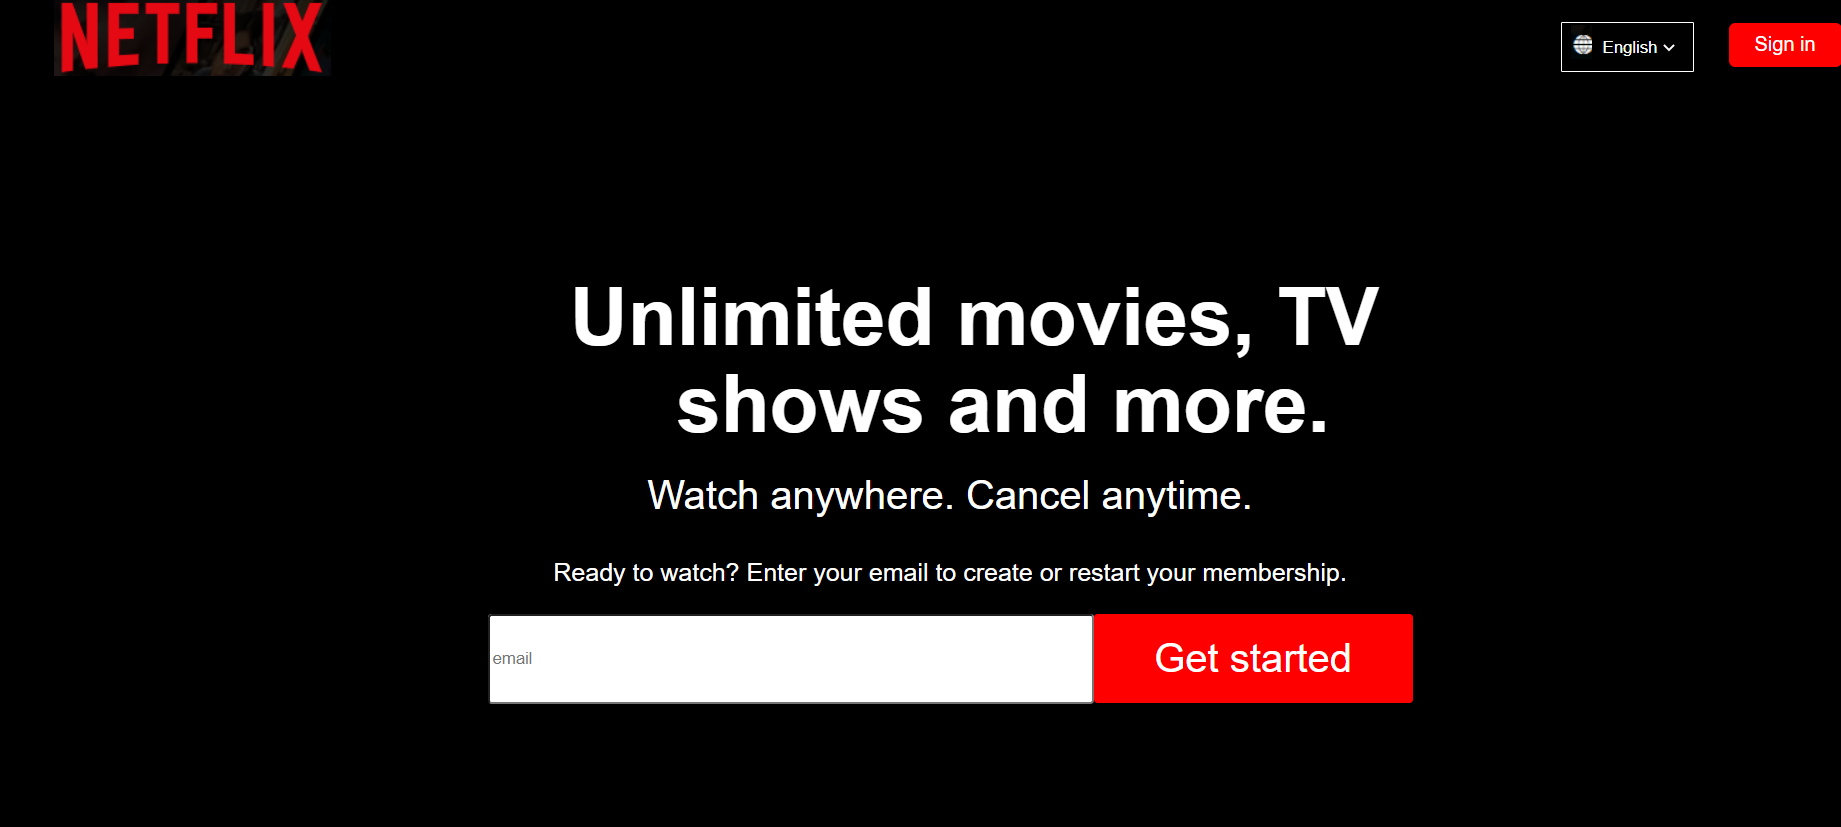 NETFLIX
English
Sign in
Unlimited movies, TV
shows and more.
Watch anywhere. Cancel anytime.
Ready to watch? Enter your email to create or restart your membership.
email
Get started